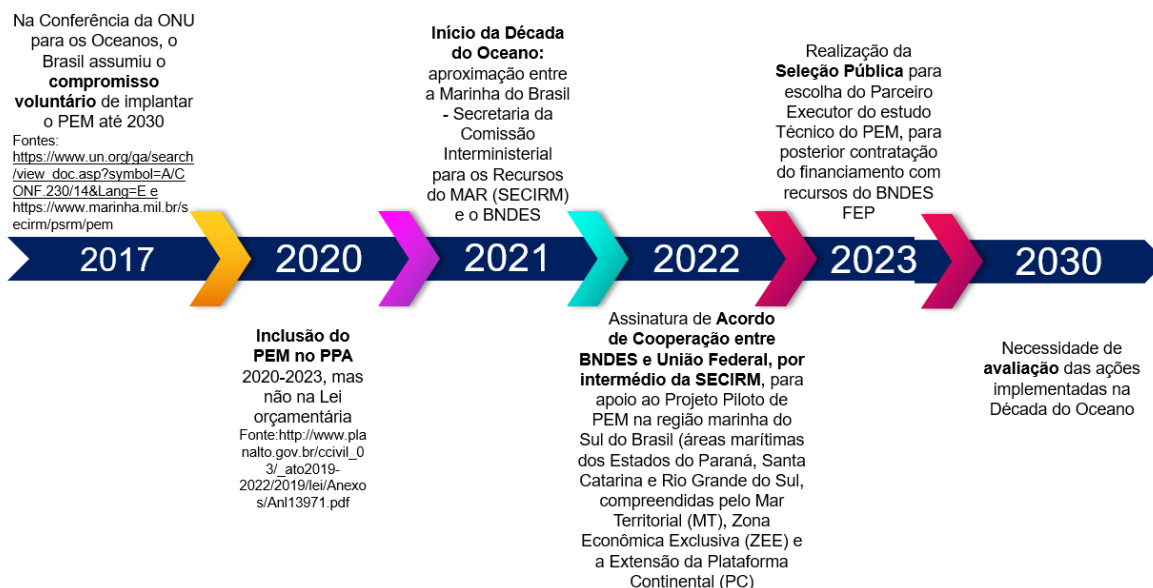 Na Conferência da ONU
para os Oceanos, o
Brasil assumiu o
compromisso
voluntário de implantar
o PEM até 2030
Fontes:
https://www.un.org/ga/search
/view_doc.asp?symbol=A/C
ONF.230/14&Lang=E e
https://www.marinha.mil.br/s
ecirm/psrm/pem
2017
2020
Inclusão do
PEM no PPA
2020-2023, mas
não na Lei
orçamentária
Fonte:http://www.pla
nalto.gov.br/ccivil_0
3/_ato2019-
2022/2019/lei/Anexo
s/Anl13971.pdf
Início da Década
do Oceano:
aproximação entre
a Marinha do Brasil
- Secretaria da
Comissão
Interministerial
para os Recursos
do MAR (SECIRM)
e o BNDES
2021
2022
Assinatura de Acordo
de Cooperação entre
BNDES e União Federal, por
intermédio da SECIRM, para
apoio ao Projeto Piloto de
PEM na região marinha do
Sul do Brasil (áreas marítimas
dos Estados do Paraná, Santa
Catarina e Rio Grande do Sul,
compreendidas pelo Mar
Territorial (MT), Zona
Econômica Exclusiva (ZEE) e
a Extensão da Plataforma
Continental (PC)
Realização da
Seleção Pública para
escolha do Parceiro
Executor do estudo
Técnico do PEM, para
posterior contratação
do financiamento com
recursos do BNDES
FEP
2023
2030
Necessidade de
avaliação das ações
implementadas na
Década do Oceano